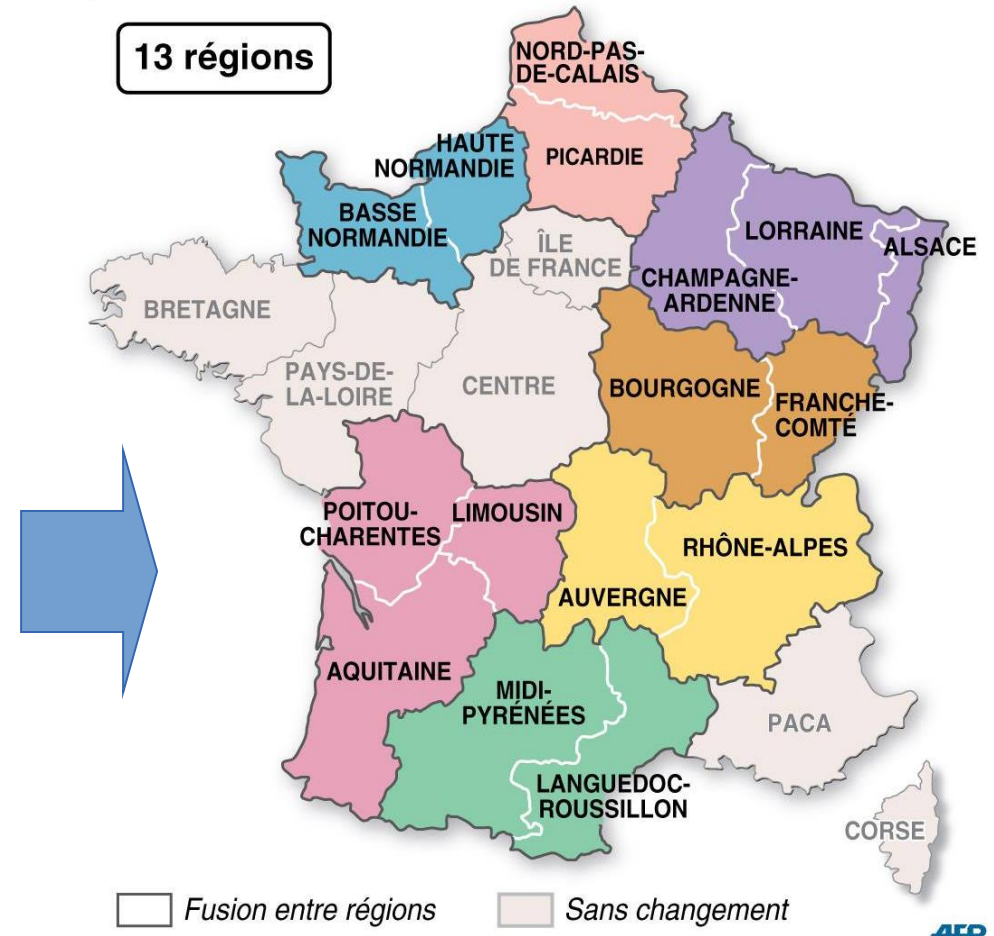 13 régions
NORD-PAS-
DE-CALAIS
PICARDIE
HAUTE
NORMANDIE
BASSE
NORMANDIE
ÎLE
DE FRANCE
LORRAINE
ALSACE
CHAMPAGNE-
ARDENNE
BRETAGNE
PAYS-DE-
LA-LOIRE
CENTRE
BOURGOGNE
FRANCHE-
COMTÉ
POITOU-
CHARENTES
LIMOUSIN
RHÔNE-ALPES
AUVERGNE
AQUITAINE
MIDI-
PYRÉNÉES
PACA
LANGUEDOC-
ROUSSILLON
CORSE
Fusion entre régions
Sans changement
AFP